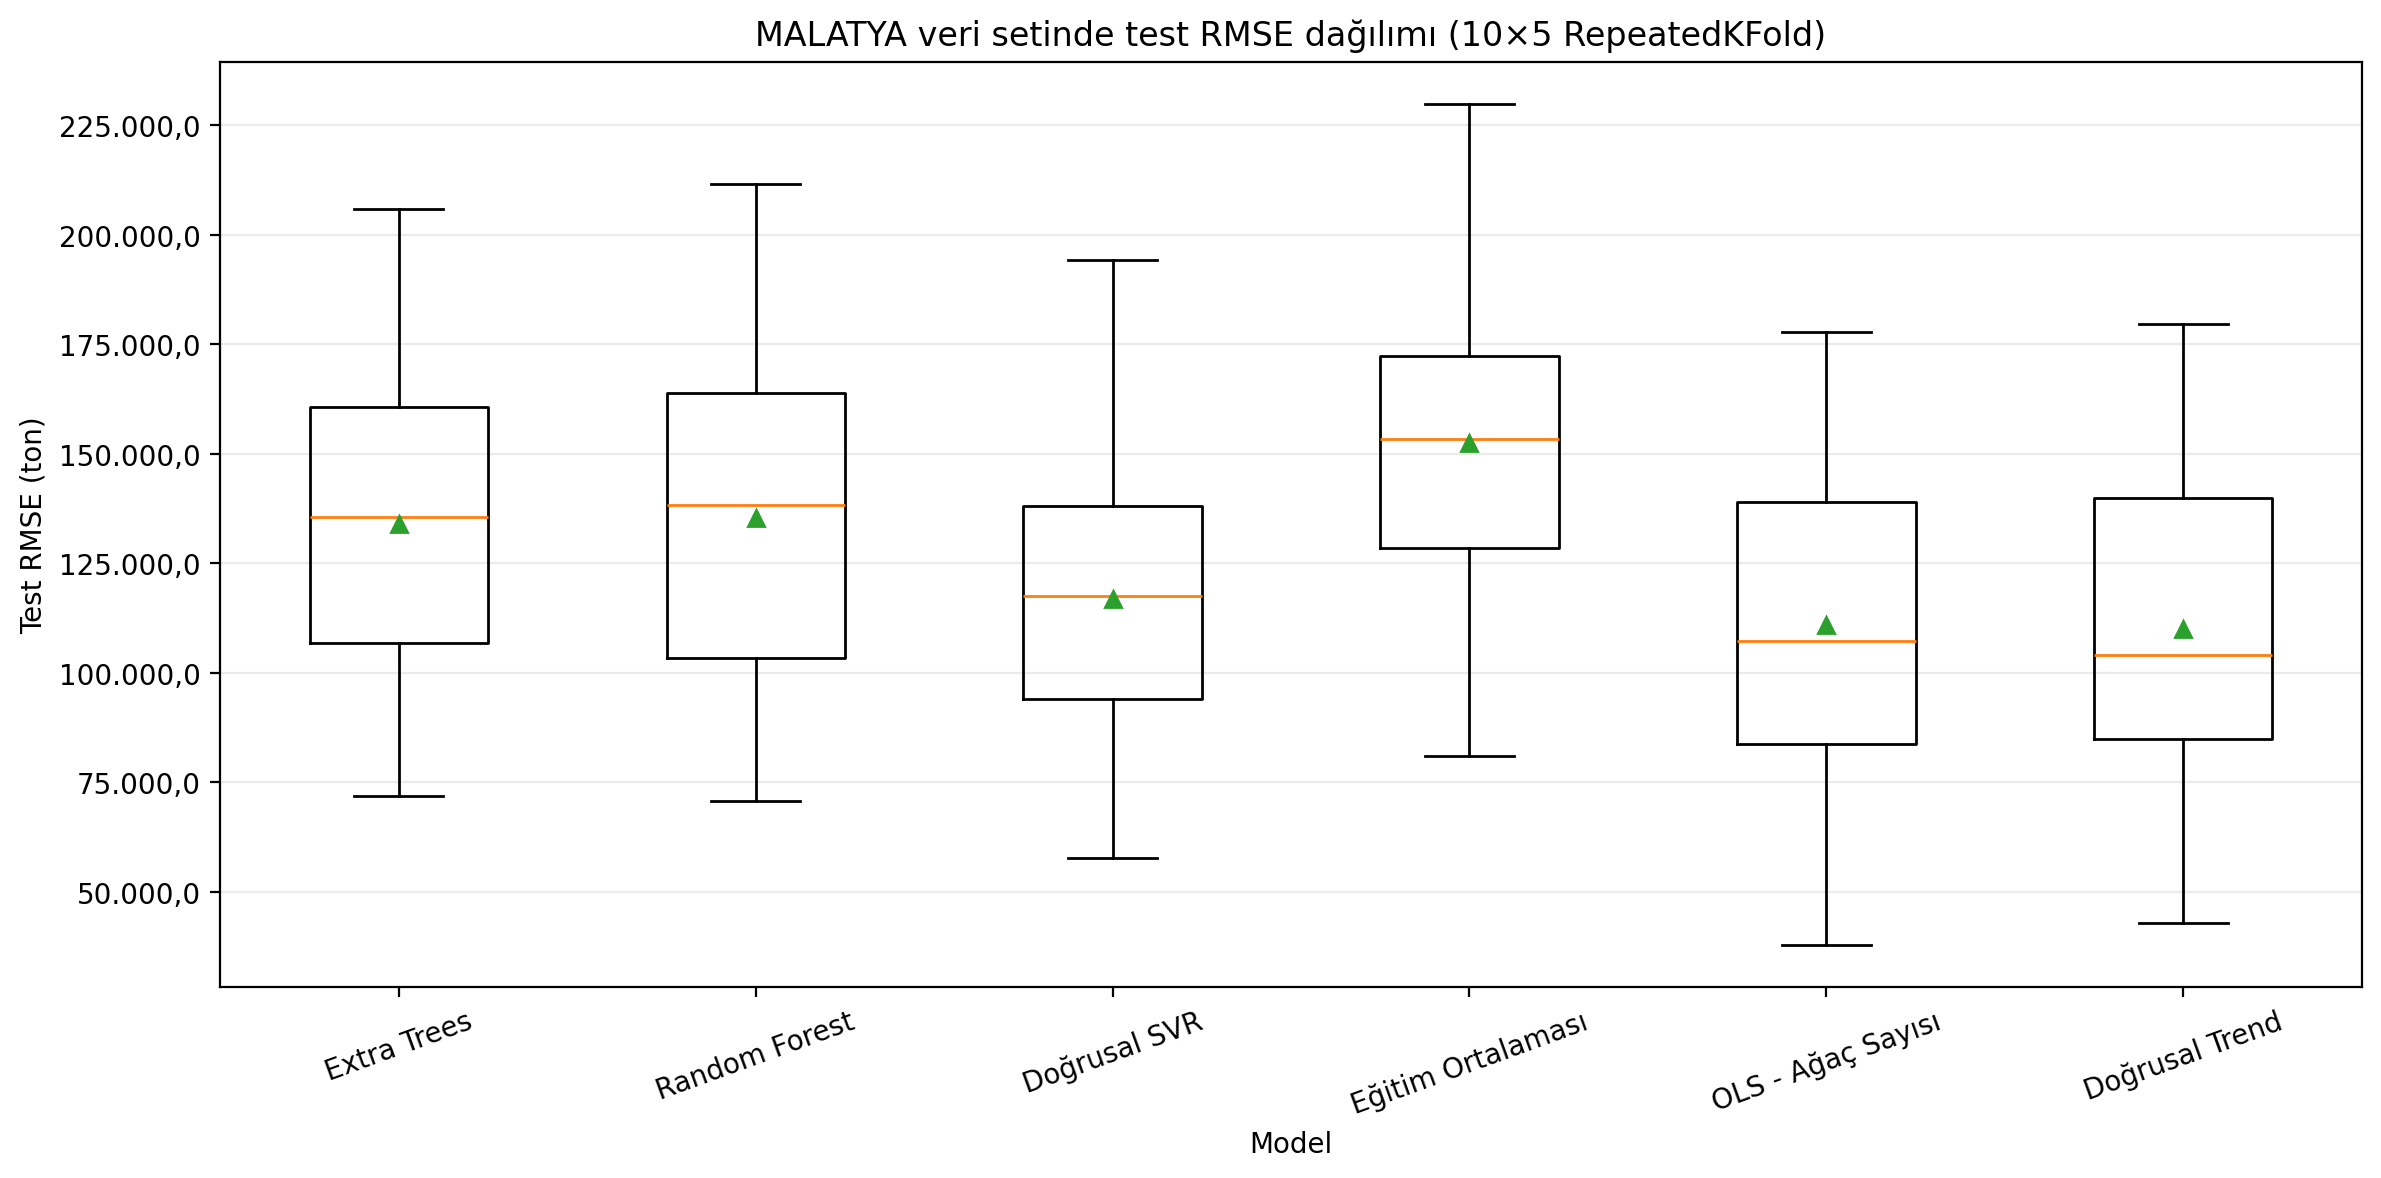 MALATYA veri setinde test RMSE dağılımı (10×5 RepeatedKFold)
Test RMSE (ton)
225.000,0
200.000,0
175.000,0
150.000,0
125.000,0
100.000,0
75.000,0
50.000,0
Extra Trees
Random Forest
Doğrusal SVR
Eğitim Ortalaması
OLS - Ağaç Sayısı
Doğrusal Trend
Model